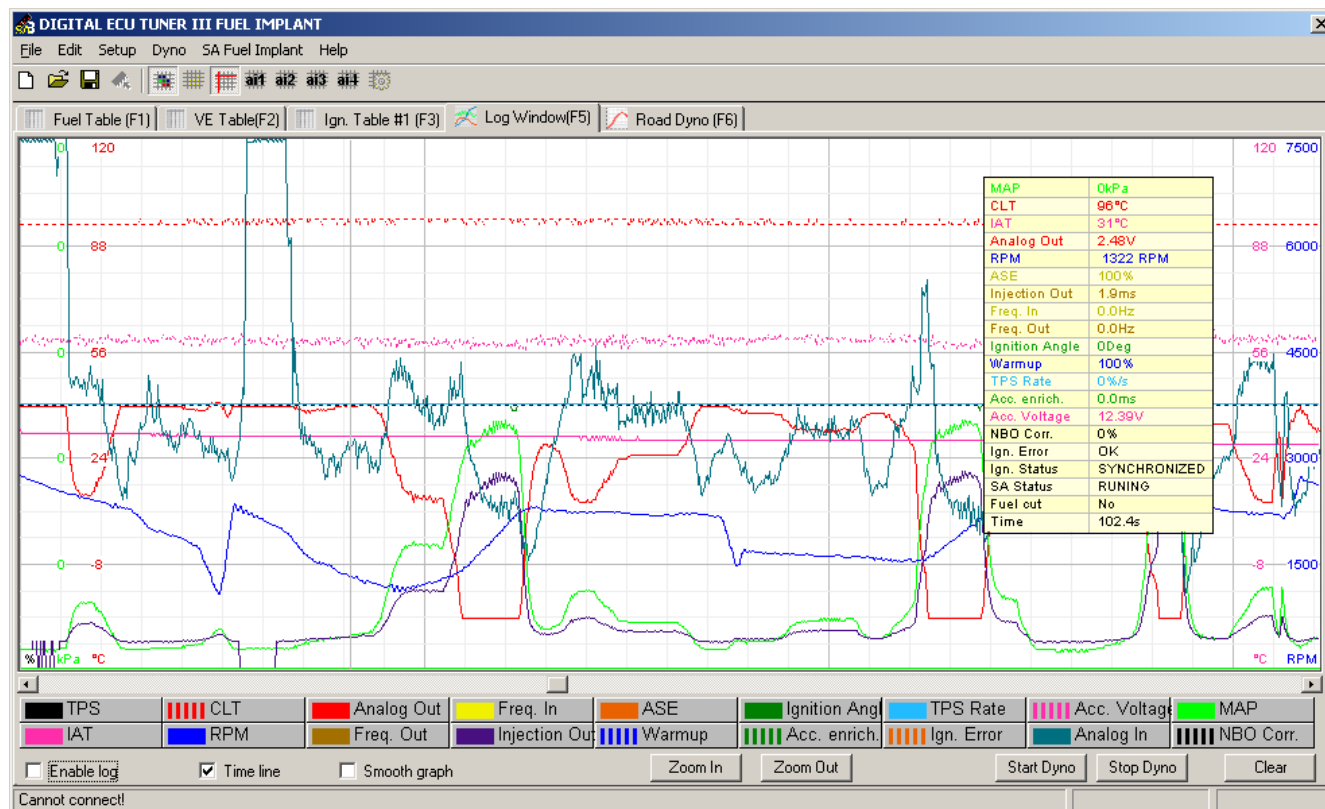 DIGITAL ECU TUNER III FUEL IMPLANT
File Edit Setup Dyno SA Fuel Implant Help
ai1 ai2 ai3 ai4
Fuel Table (F1) VE Table(F2) Ign. Table #1 (F3) Log Window(F5) Road Dyno (F6)
0 120 120 7500
MAP 0kPa
CLT 96°C
IAT 31°C
Analog Out 2.48V
RPM 1322 RPM
ASE 100%
Injection Out 1.9ms
Freq. In 0.0Hz
Freq. Out 0.0Hz
Ignition Angle 0Deg
Warmup 100%
TPS Rate 0%/s
Acc. enrich. 0.0ms
Acc. Voltage 12.39V
NBO Corr. 0%
Ign. Error OK
Ign. Status SYNCHRONIZED
SA Status RUNING
Fuel cut No
Time 102.4s
0 88 88 6000
0 56 56 4500
0 24 24 3000
0 -8 -8 1500
% kPa °C °C RPM
TPS CLT Analog Out Freq. In ASE Ignition Angl TPS Rate Acc. Voltage MAP
IAT RPM Freq. Out Injection Out Warmup Acc. enrich. Ign. Error Analog In NBO Corr.
Enable log Time line Smooth graph Zoom In Zoom Out Start Dyno Stop Dyno Clear
Cannot connect!